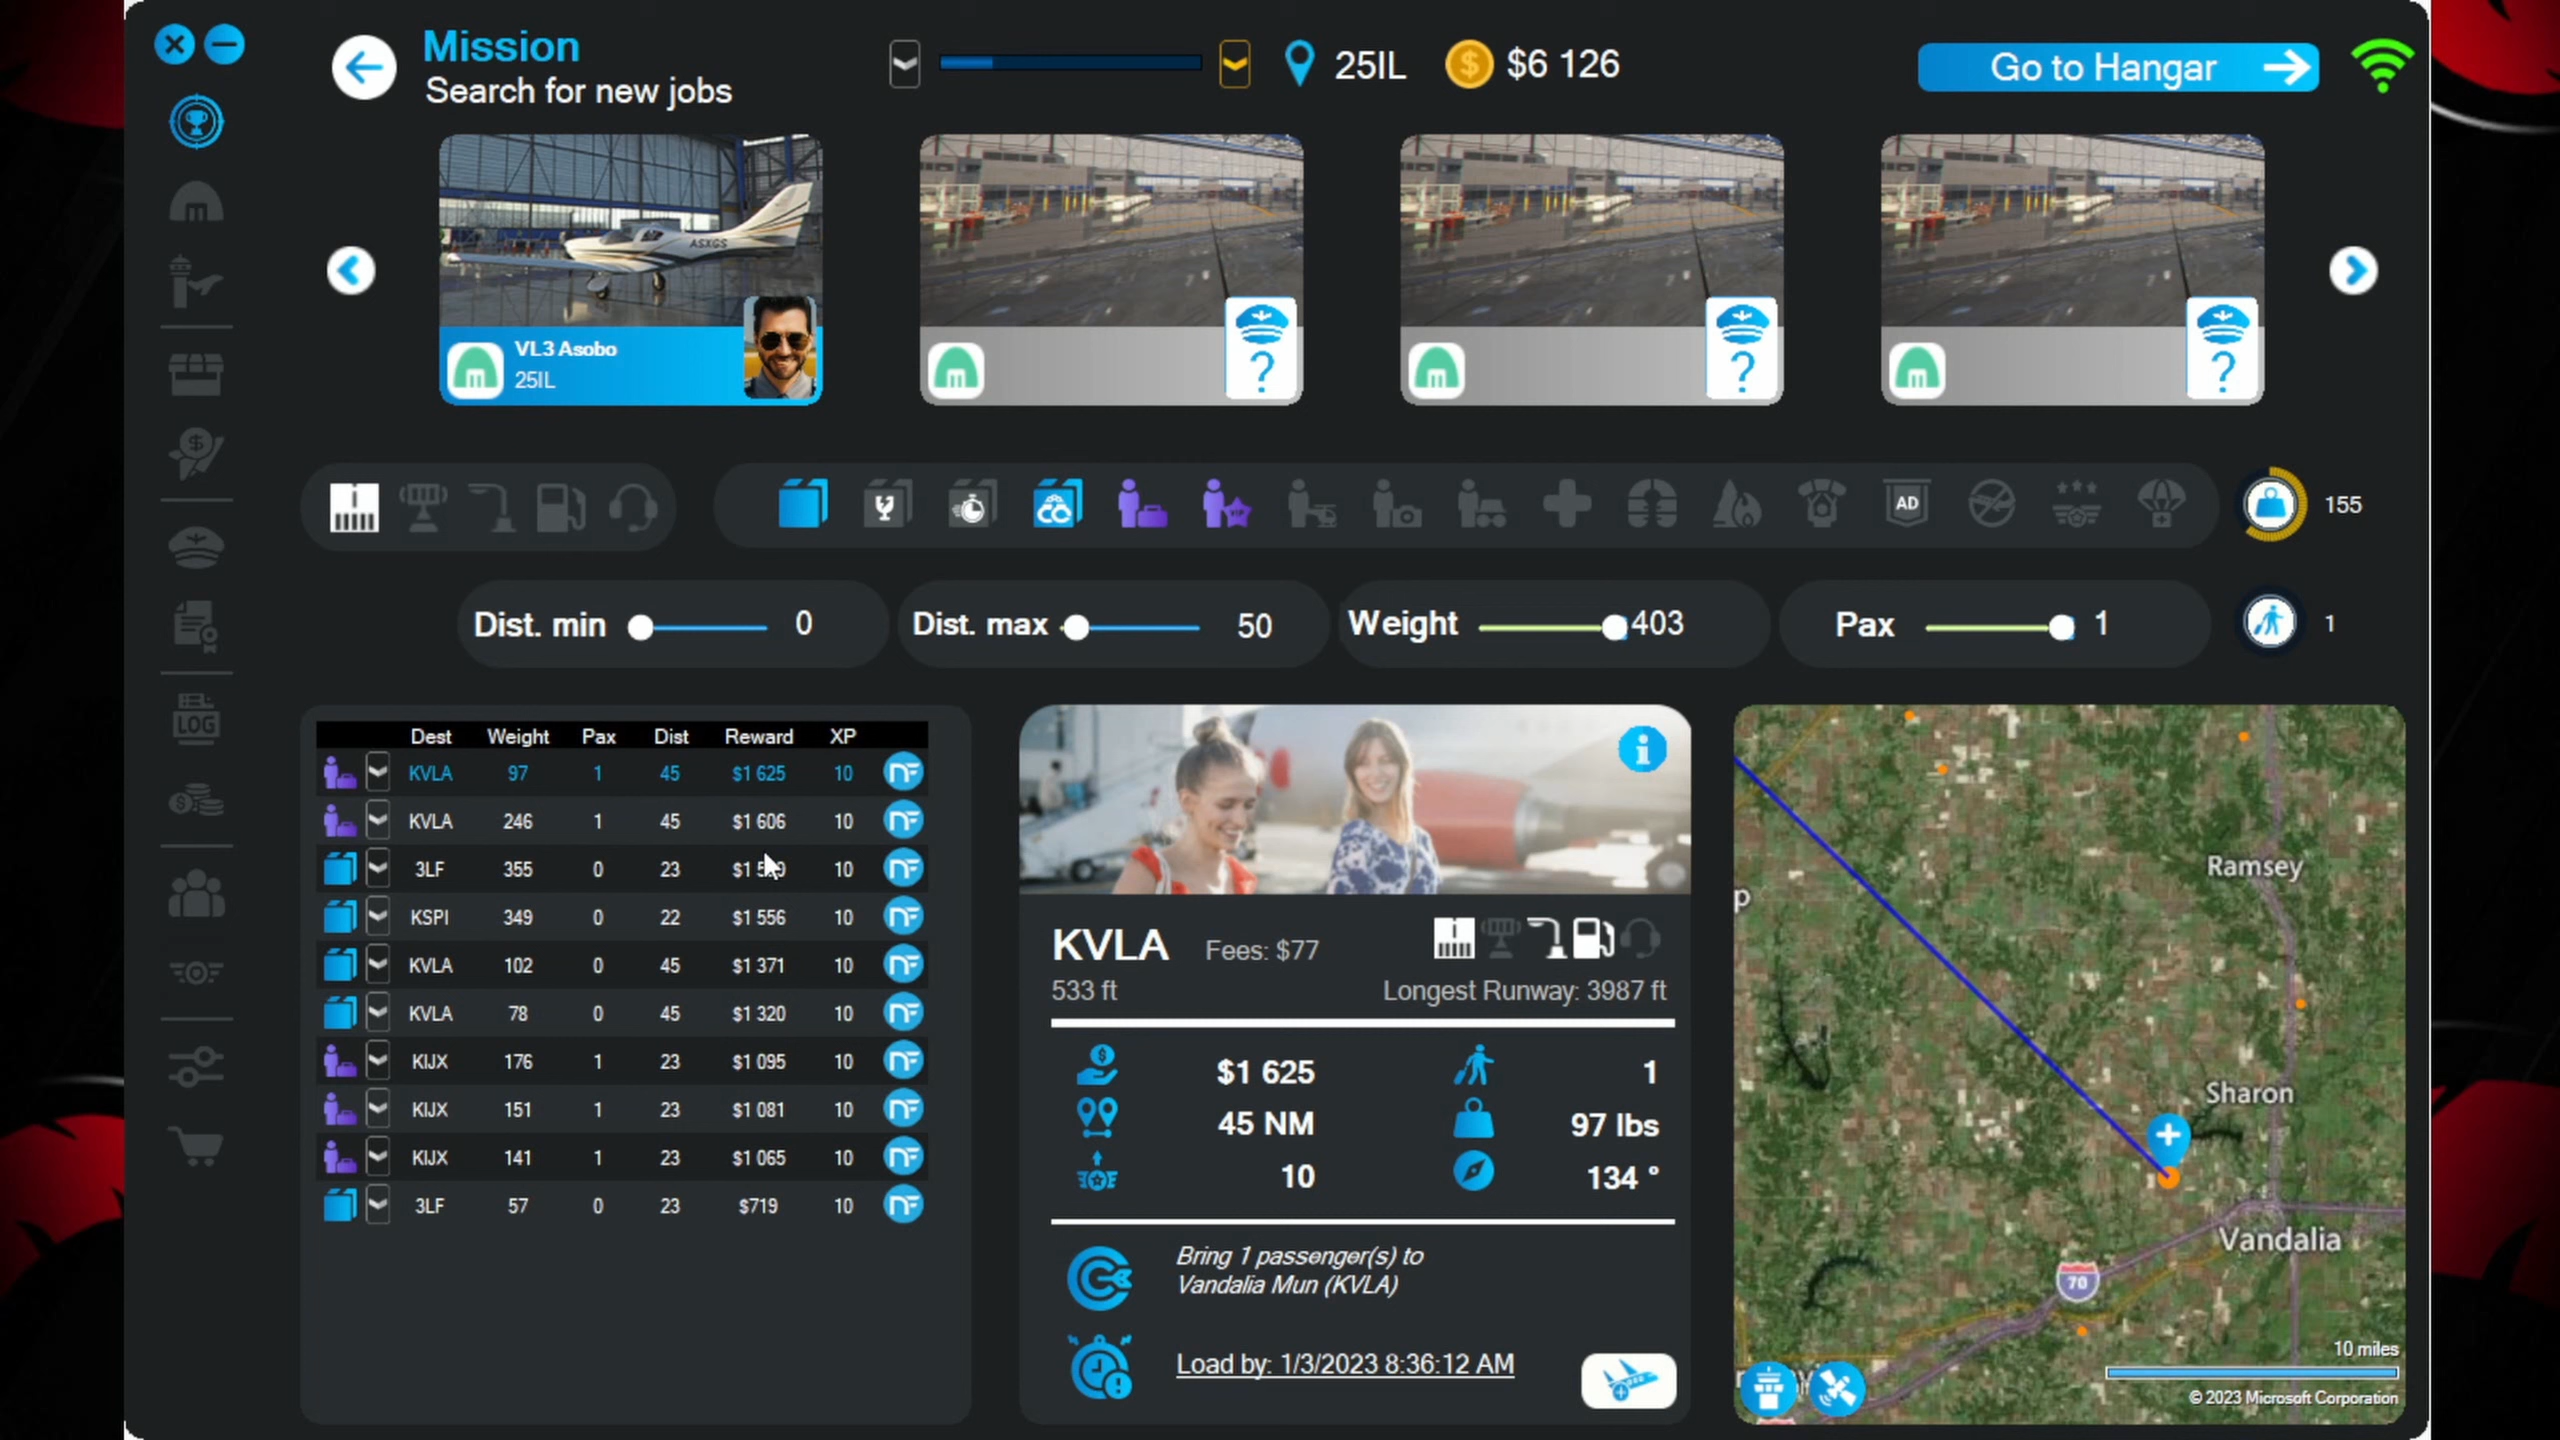 Mission
Search for new jobs
25IL
$6 126
Go to Hangar
ASXGS
VL3 Asobo
25IL
?
?
?
AD
155
Dist. min 0
Dist. max 50
Weight 403
Pax 1
1
LOG
Dest Weight Pax Dist Reward XP
KVLA 97 1 45 $1 625 10
KVLA 246 1 45 $1 606 10
3LF 355 0 23 10
KSPI 349 0 22 $1 556 10
KVLA 102 0 45 $1 371 10
KVLA 78 0 45 $1 320 10
KIJX 176 1 23 $1 095 10
KIJX 151 1 23 $1 081 10
KIJX 141 1 23 $1 065 10
3LF 57 0 23 $719 10
KVLA Fees: $77
533 ft Longest Runway: 3987 ft
$1 625 1
45 NM 97 lbs
10 134 °
Bring 1 passenger(s) to
Vandalia Mun (KVLA)
Load by: 1/3/2023 8:36:12 AM
Ramsey
p
Sharon
Vandalia
70
10 miles
© 2023 Microsoft Corporation